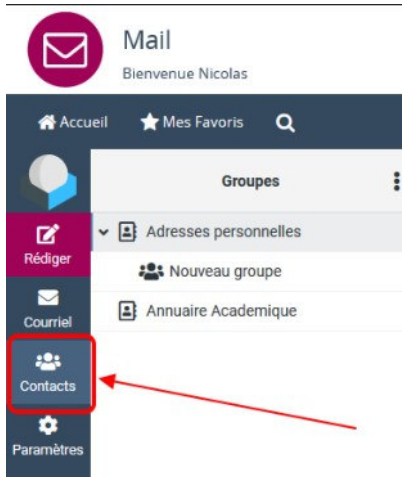 Mail
Bienvenue Nicolas
Accueil Mes Favoris
Groupes
Rédiger
Adresses personnelles
Nouveau groupe
Courriel
Annuaire Academique
Contacts
Paramètres